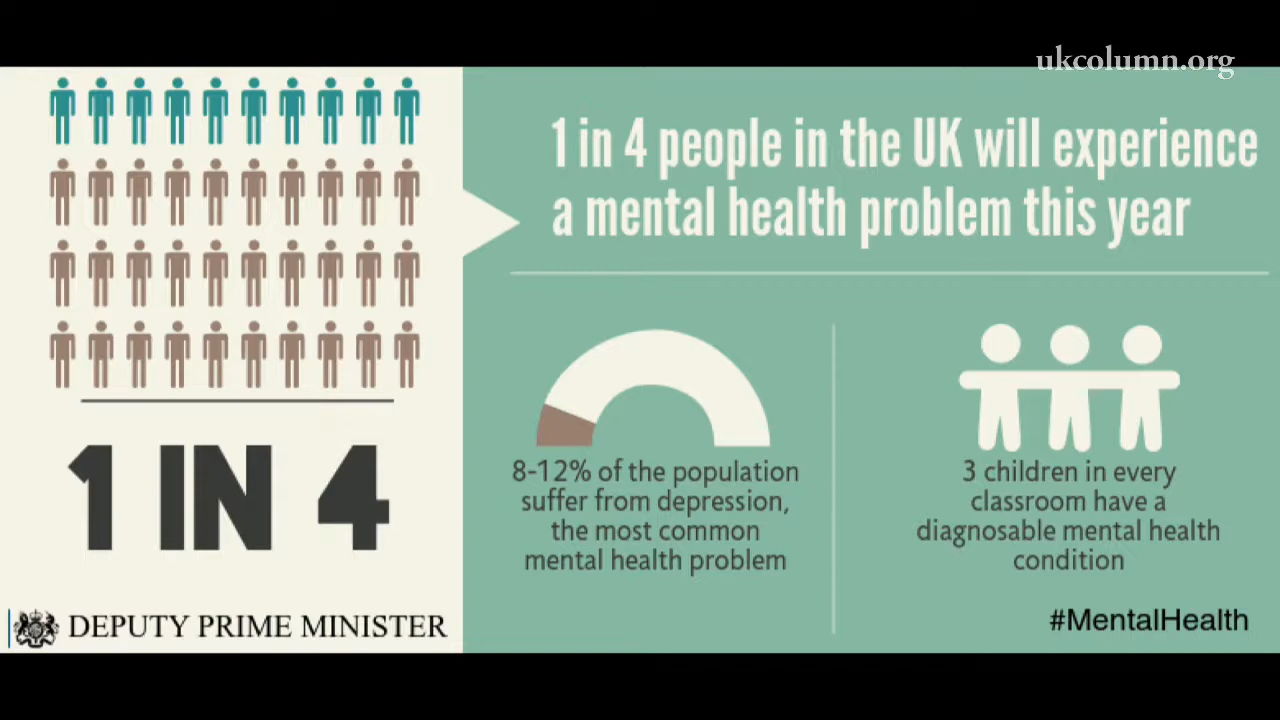 ukcolumn.org
1 in 4 people in the UK will experience
a mental health problem this year
1 IN 4
8-12% of the population
suffer from depression,
the most common
mental health problem
3 children in every
classroom have a
diagnosable mental health
condition
DEPUTY PRIME MINISTER
#MentalHealth